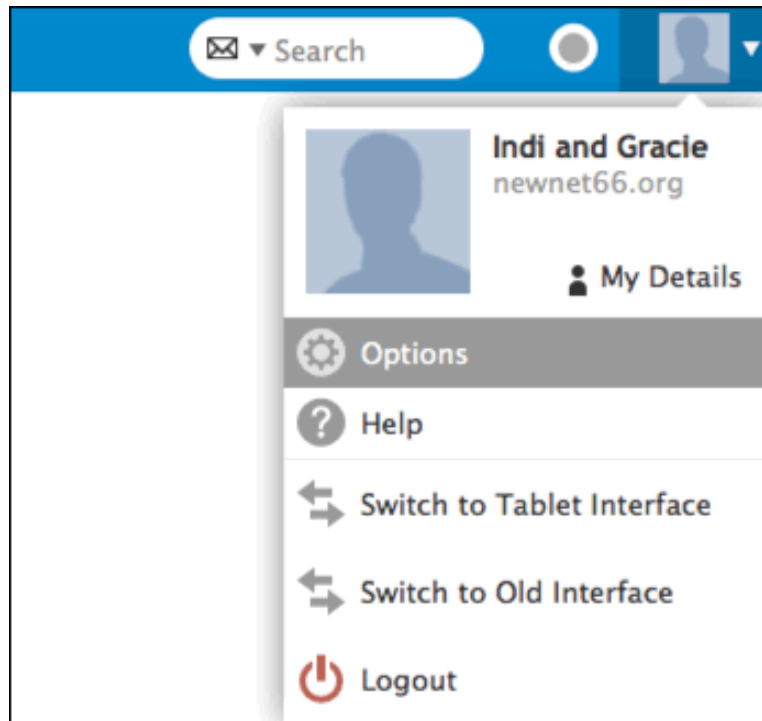 Search
Indi and Gracie
newnet66.org
My Details
Options
Help
Switch to Tablet Interface
Switch to Old Interface
Logout